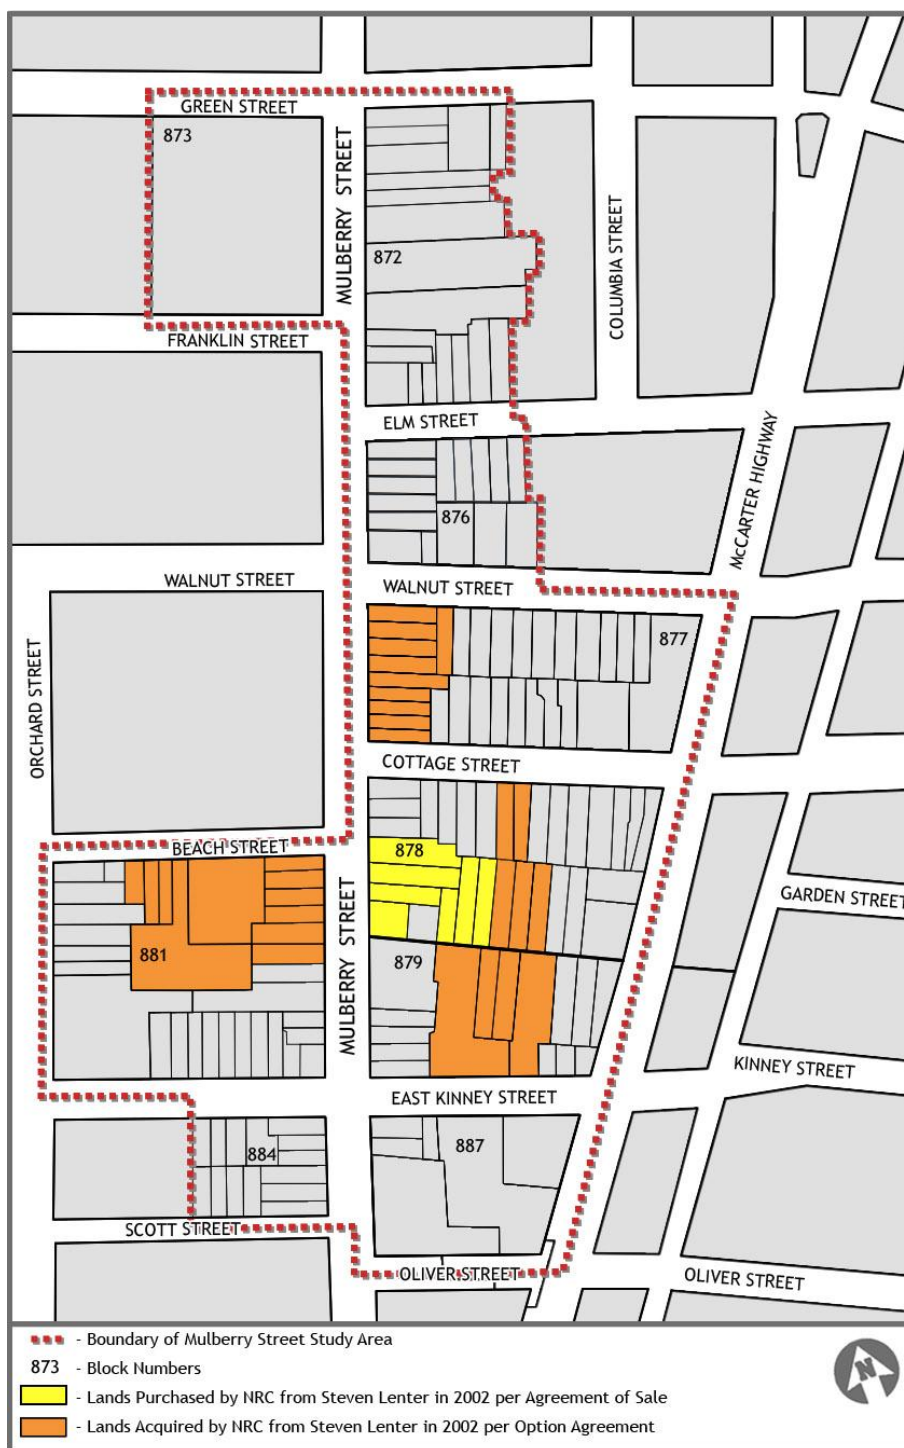 GREEN STREET
873
MULBERRY STREET
872
COLUMBIA STREET
FRANKLIN STREET
ELM STREET
McCARTER HIGHWAY
876
WALNUT STREET
WALNUT STREET
877
ORCHARD STREET
COTTAGE STREET
BEACH STREET
878
GARDEN STREET
881
MULBERRY STREET
879
KINNEY STREET
EAST KINNEY STREET
884
887
SCOTT STREET
OLIVER STREET
OLIVER STREET
- Boundary of Mulberry Street Study Area
873 - Block Numbers
- Lands Purchased by NRC from Steven Lenter in 2002 per Agreement of Sale
- Lands Acquired by NRC from Steven Lenter in 2002 per Option Agreement
N